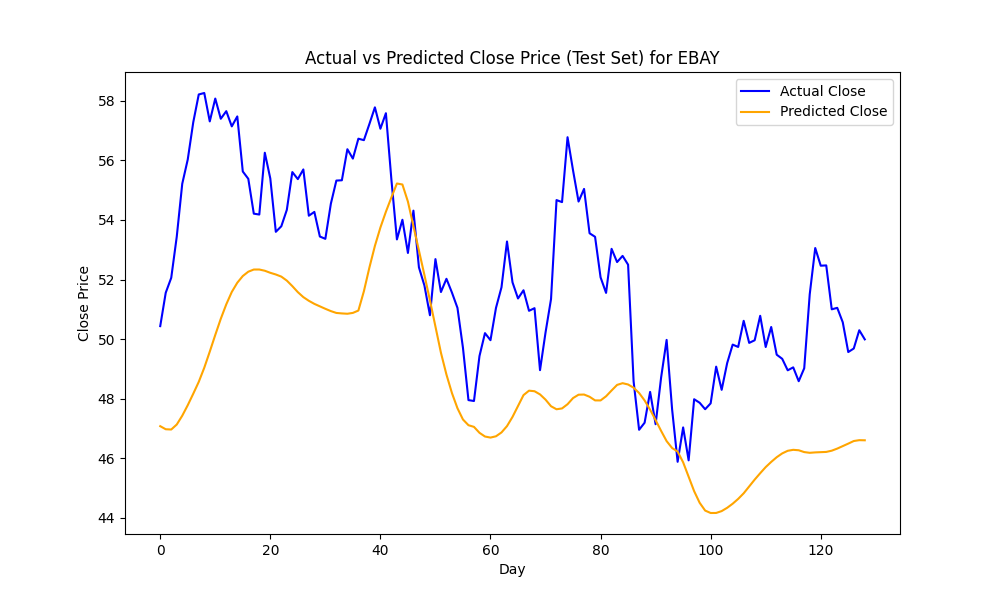 Actual vs Predicted Close Price (Test Set) for EBAY
Actual Close
Predicted Close
Close Price
58
56
54
52
50
48
46
44
0 20 40 60 80 100 120
Day